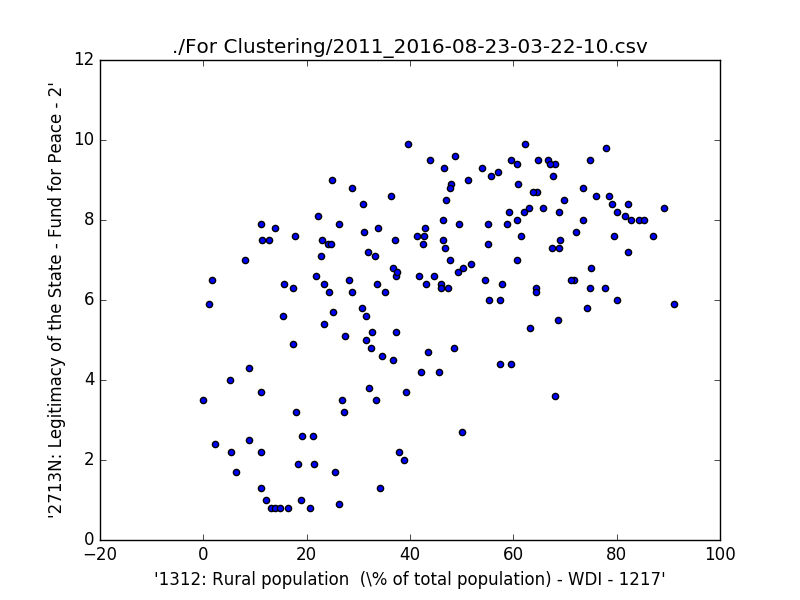 ./For Clustering/2011_2016-08-23-03-22-10.csv
12
10
8
6
4
2
0
'2713N: Legitimacy of the State - Fund for Peace - 2'
−20 0 20 40 60 80 100
'1312: Rural population  (\% of total population) - WDI - 1217'